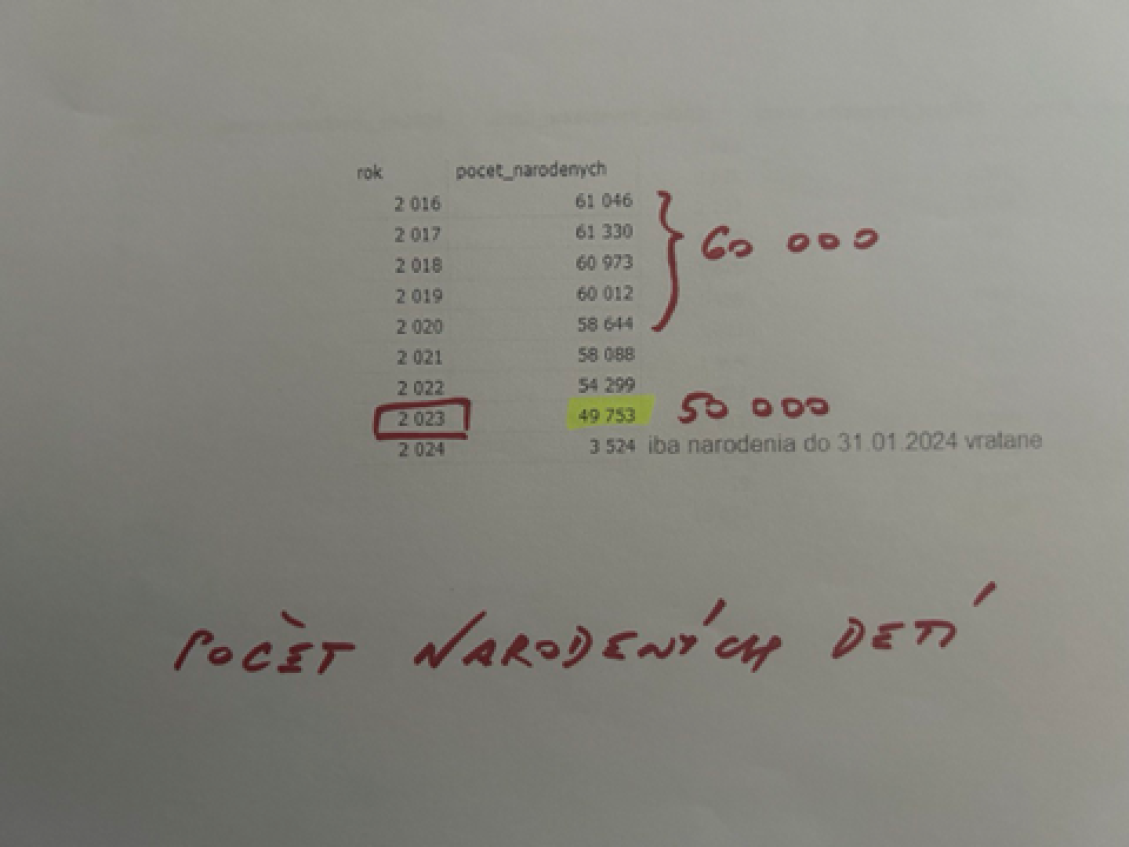 rok pocet_narodenych
2 016 61 046
2 017 61 330
2 018 60 973 60 000
2 019 60 012
2 020 58 644
2 021 58 088
2 022 54 299
2 023 49 753 50 000
2 024 3 524 iba narodenia do 31.01.2024 vratane
POČET NARODENÝCH DETÍ